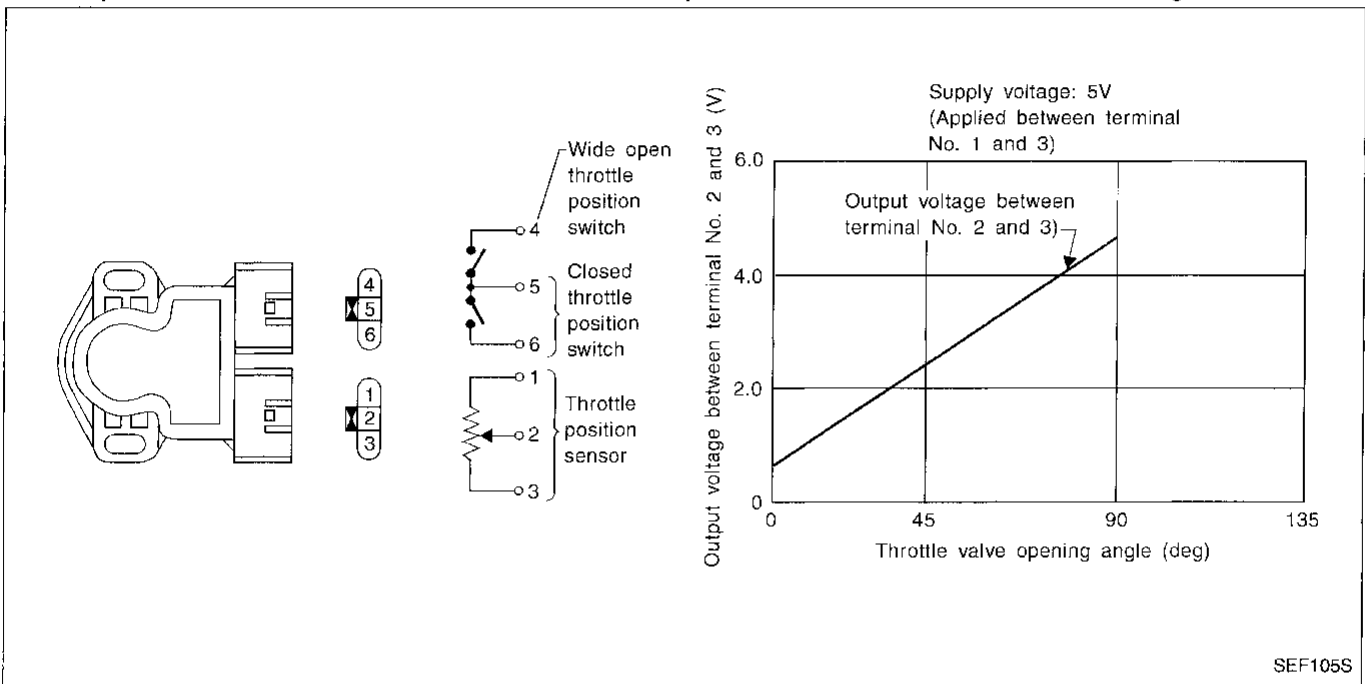 Wide open
throttle
position
switch
4
5
6
Closed
throttle
position
switch
1
2
3
Throttle
position
sensor
4
5
6
1
2
3
Supply voltage: 5V
(Applied between terminal
No. 1 and 3)
Output voltage between
terminal No. 2 and 3)
Output voltage between terminal No. 2 and 3 (V)
6.0
4.0
2.0
0
0
45
90
135
Throttle valve opening angle (deg)
SEF105S